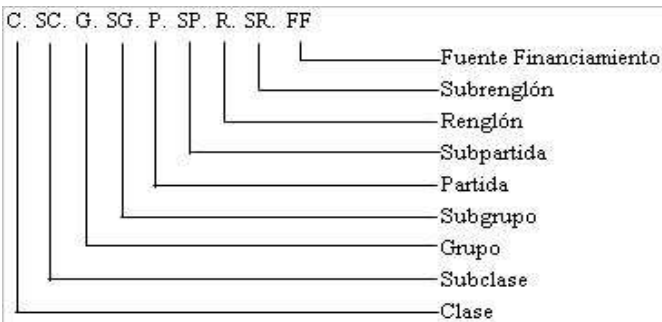 C. SC. G. SG. P. SP. R. SR. FF
Fuente Financiamiento
Subrenglón
Renglón
Subpartida
Partida
Subgrupo
Grupo
Subclase
Clase